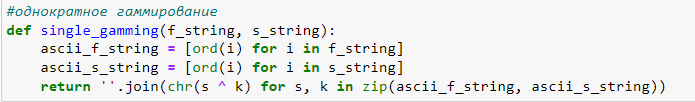 #однократное гаммирование
def single_gamming(f_string, s_string):
    ascii_f_string = [ord(i) for i in f_string]
    ascii_s_string = [ord(i) for i in s_string]
    return ''.join(chr(s ^ k) for s, k in zip(ascii_f_string, ascii_s_string))